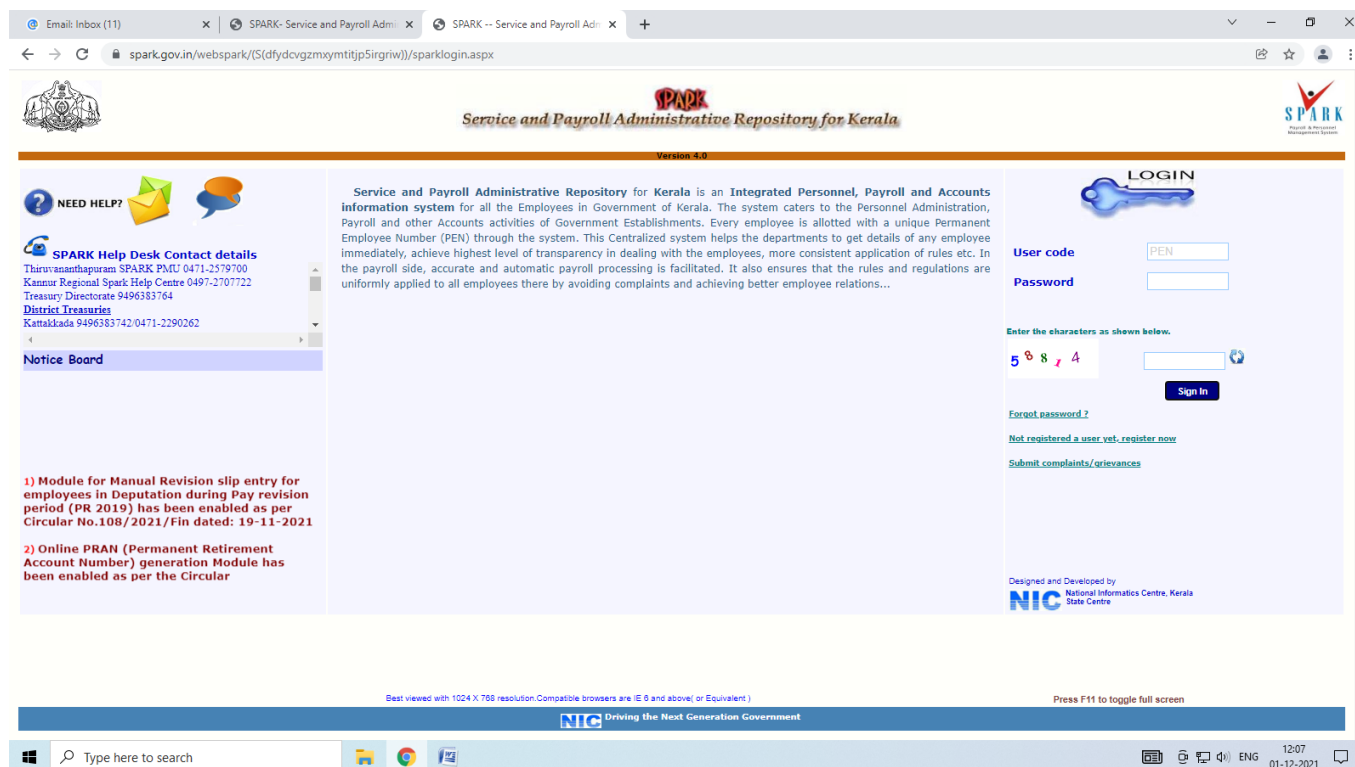 Email: Inbox (11)
SPARK- Service and Payroll Admi
SPARK -- Service and Payroll Adm
spark.gov.in/webspark/(S(dfydcvgzmxymtitjp5irgriw))/sparklogin.aspx
SPARK
Service and Payroll Administrative Repository for Kerala
SPARK
Payroll & Personnel
Management System
Version 4.0
NEED HELP?
SPARK Help Desk Contact details
Thiruvananthapuram SPARK PMU 0471-2579700
Kannur Regional Spark Help Centre 0497-2707722
Treasury Directorate 9496383764
District Treasuries
Kattakkada 9496383742/0471-2290262
Notice Board
1) Module for Manual Revision slip entry for
employees in Deputation during Pay revision
period (PR 2019) has been enabled as per
Circular No.108/2021/Fin dated: 19-11-2021
2) Online PRAN (Permanent Retirement
Account Number) generation Module has
been enabled as per the Circular
Service and Payroll Administrative Repository for Kerala is an Integrated Personnel, Payroll and Accounts
information system for all the Employees in Government of Kerala. The system caters to the Personnel Administration,
Payroll and other Accounts activities of Government Establishments. Every employee is allotted with a unique Permanent
Employee Number (PEN) through the system. This Centralized system helps the departments to get details of any employee
immediately, achieve highest level of transparency in dealing with the employees, more consistent application of rules etc. In
the payroll side, accurate and automatic payroll processing is facilitated. It also ensures that the rules and regulations are
uniformly applied to all employees there by avoiding complaints and achieving better employee relations...
LOGIN
User code PEN
Password
Enter the characters as shown below.
5 8 8 1 4
Sign In
Forgot password ?
Not registered a user yet, register now
Submit complaints/grievances
Designed and Developed by
NIC National Informatics Centre, Kerala
State Centre
Best viewed with 1024 X 768 resolution.Compatible browsers are IE 6 and above( or Equivalent )
Press F11 to toggle full screen
NIC Driving the Next Generation Government
Type here to search
ENG
12:07
01-12-2021